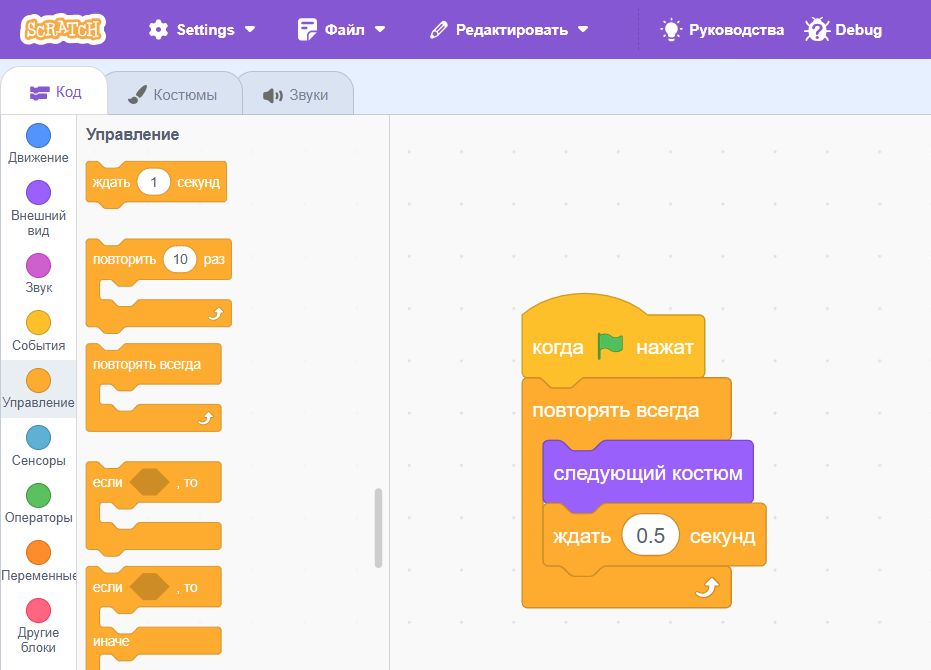 SCRATCH Settings Файл Редактировать Руководства Debug
Код Костюмы Звуки
Движение
Внешний
вид
Звук
События
Управление
Сенсоры
Операторы
Переменные
Другие
блоки
Управление
ждать 1 секунд
повторить 10 раз
повторять всегда
если , то
если , то
иначе
когда нажат
повторять всегда
следующий костюм
ждать 0.5 секунд